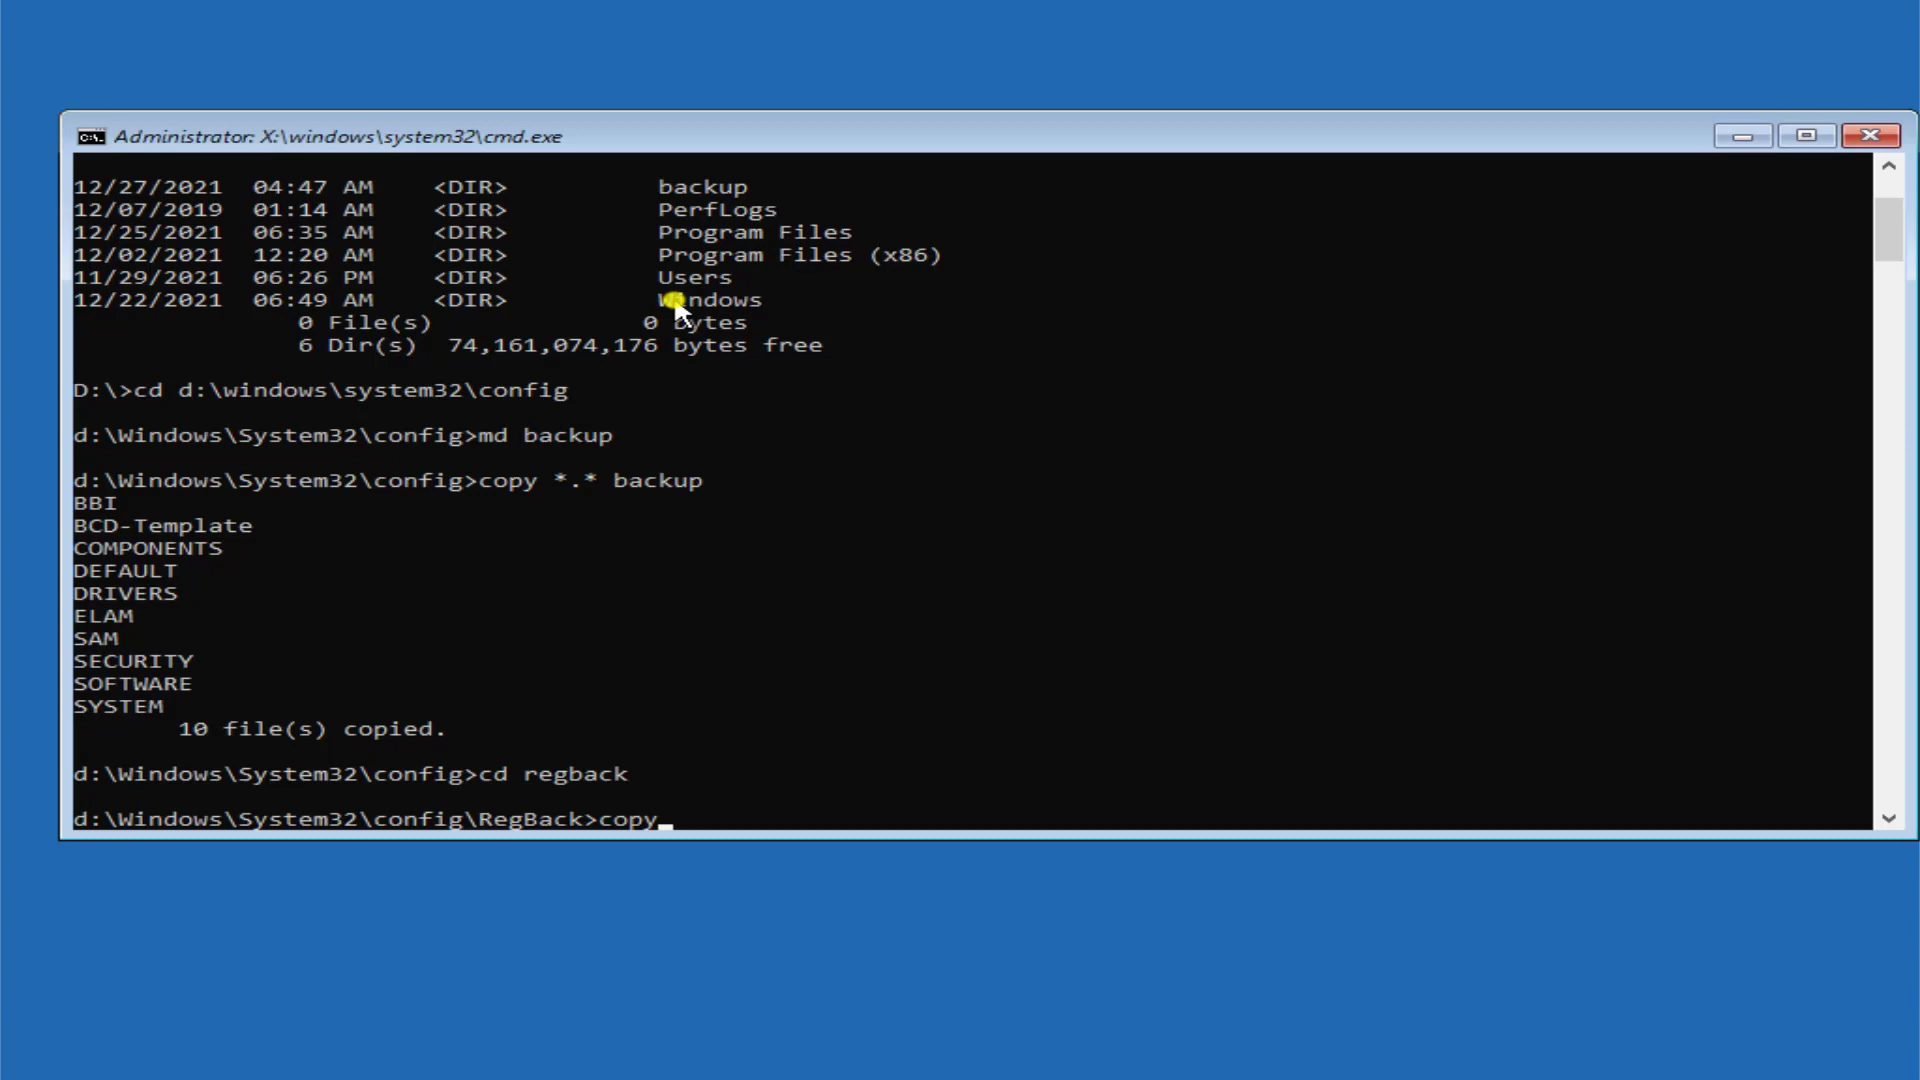 Administrator: X:\windows\system32\cmd.exe
12/27/2021  04:47 AM    <DIR>          backup
12/07/2019  01:14 AM    <DIR>          PerfLogs
12/25/2021  06:35 AM    <DIR>          Program Files
12/02/2021  12:20 AM    <DIR>          Program Files (x86)
11/29/2021  06:26 PM    <DIR>          Users
12/22/2021  06:49 AM    <DIR>          Windows
               0 File(s)              0 bytes
               6 Dir(s)  74,161,074,176 bytes free
D:\>cd d:\windows\system32\config
d:\Windows\System32\config>md backup
d:\Windows\System32\config>copy *.* backup
BBI
BCD-Template
COMPONENTS
DEFAULT
DRIVERS
ELAM
SAM
SECURITY
SOFTWARE
SYSTEM
       10 file(s) copied.
d:\Windows\System32\config>cd regback
d:\Windows\System32\config\RegBack>copy